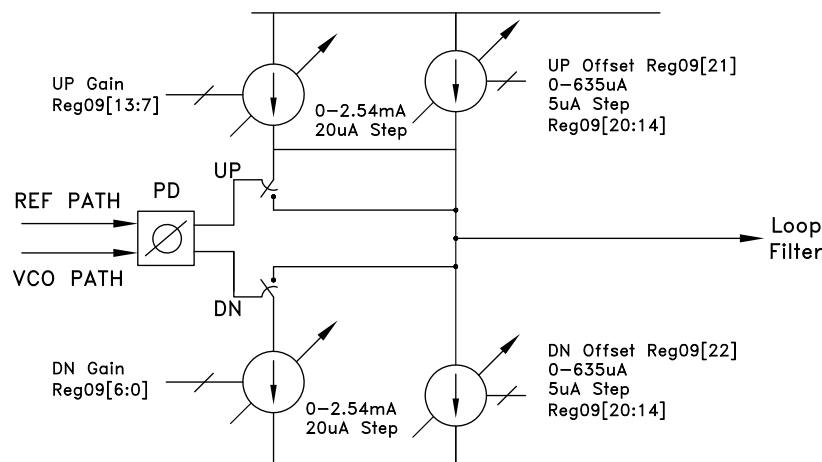 UP Gain
Reg09[13:7]
0-2.54mA
20uA Step
UP Offset Reg09[21]
0-635uA
5uA Step
Reg09[20:14]
UP
PD
REF PATH
VCO PATH
Loop
Filter
DN
DN Gain
Reg09[6:0]
0-2.54mA
20uA Step
DN Offset Reg09[22]
0-635uA
5uA Step
Reg09[20:14]